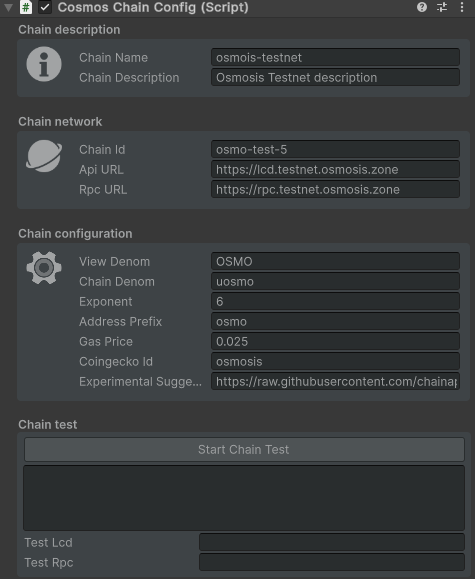 Cosmos Chain Config (Script)
Chain description
Chain Name osmois-testnet
Chain Description Osmosis Testnet description
Chain network
Chain Id osmo-test-5
Api URL https://lcd.testnet.osmosis.zone
Rpc URL https://rpc.testnet.osmosis.zone
Chain configuration
View Denom OSMO
Chain Denom uosmo
Exponent 6
Address Prefix osmo
Gas Price 0.025
Coingecko Id osmosis
Experimental Sugge... https://raw.githubusercontent.com/chainap
Chain test
Start Chain Test
Test Lcd
Test Rpc